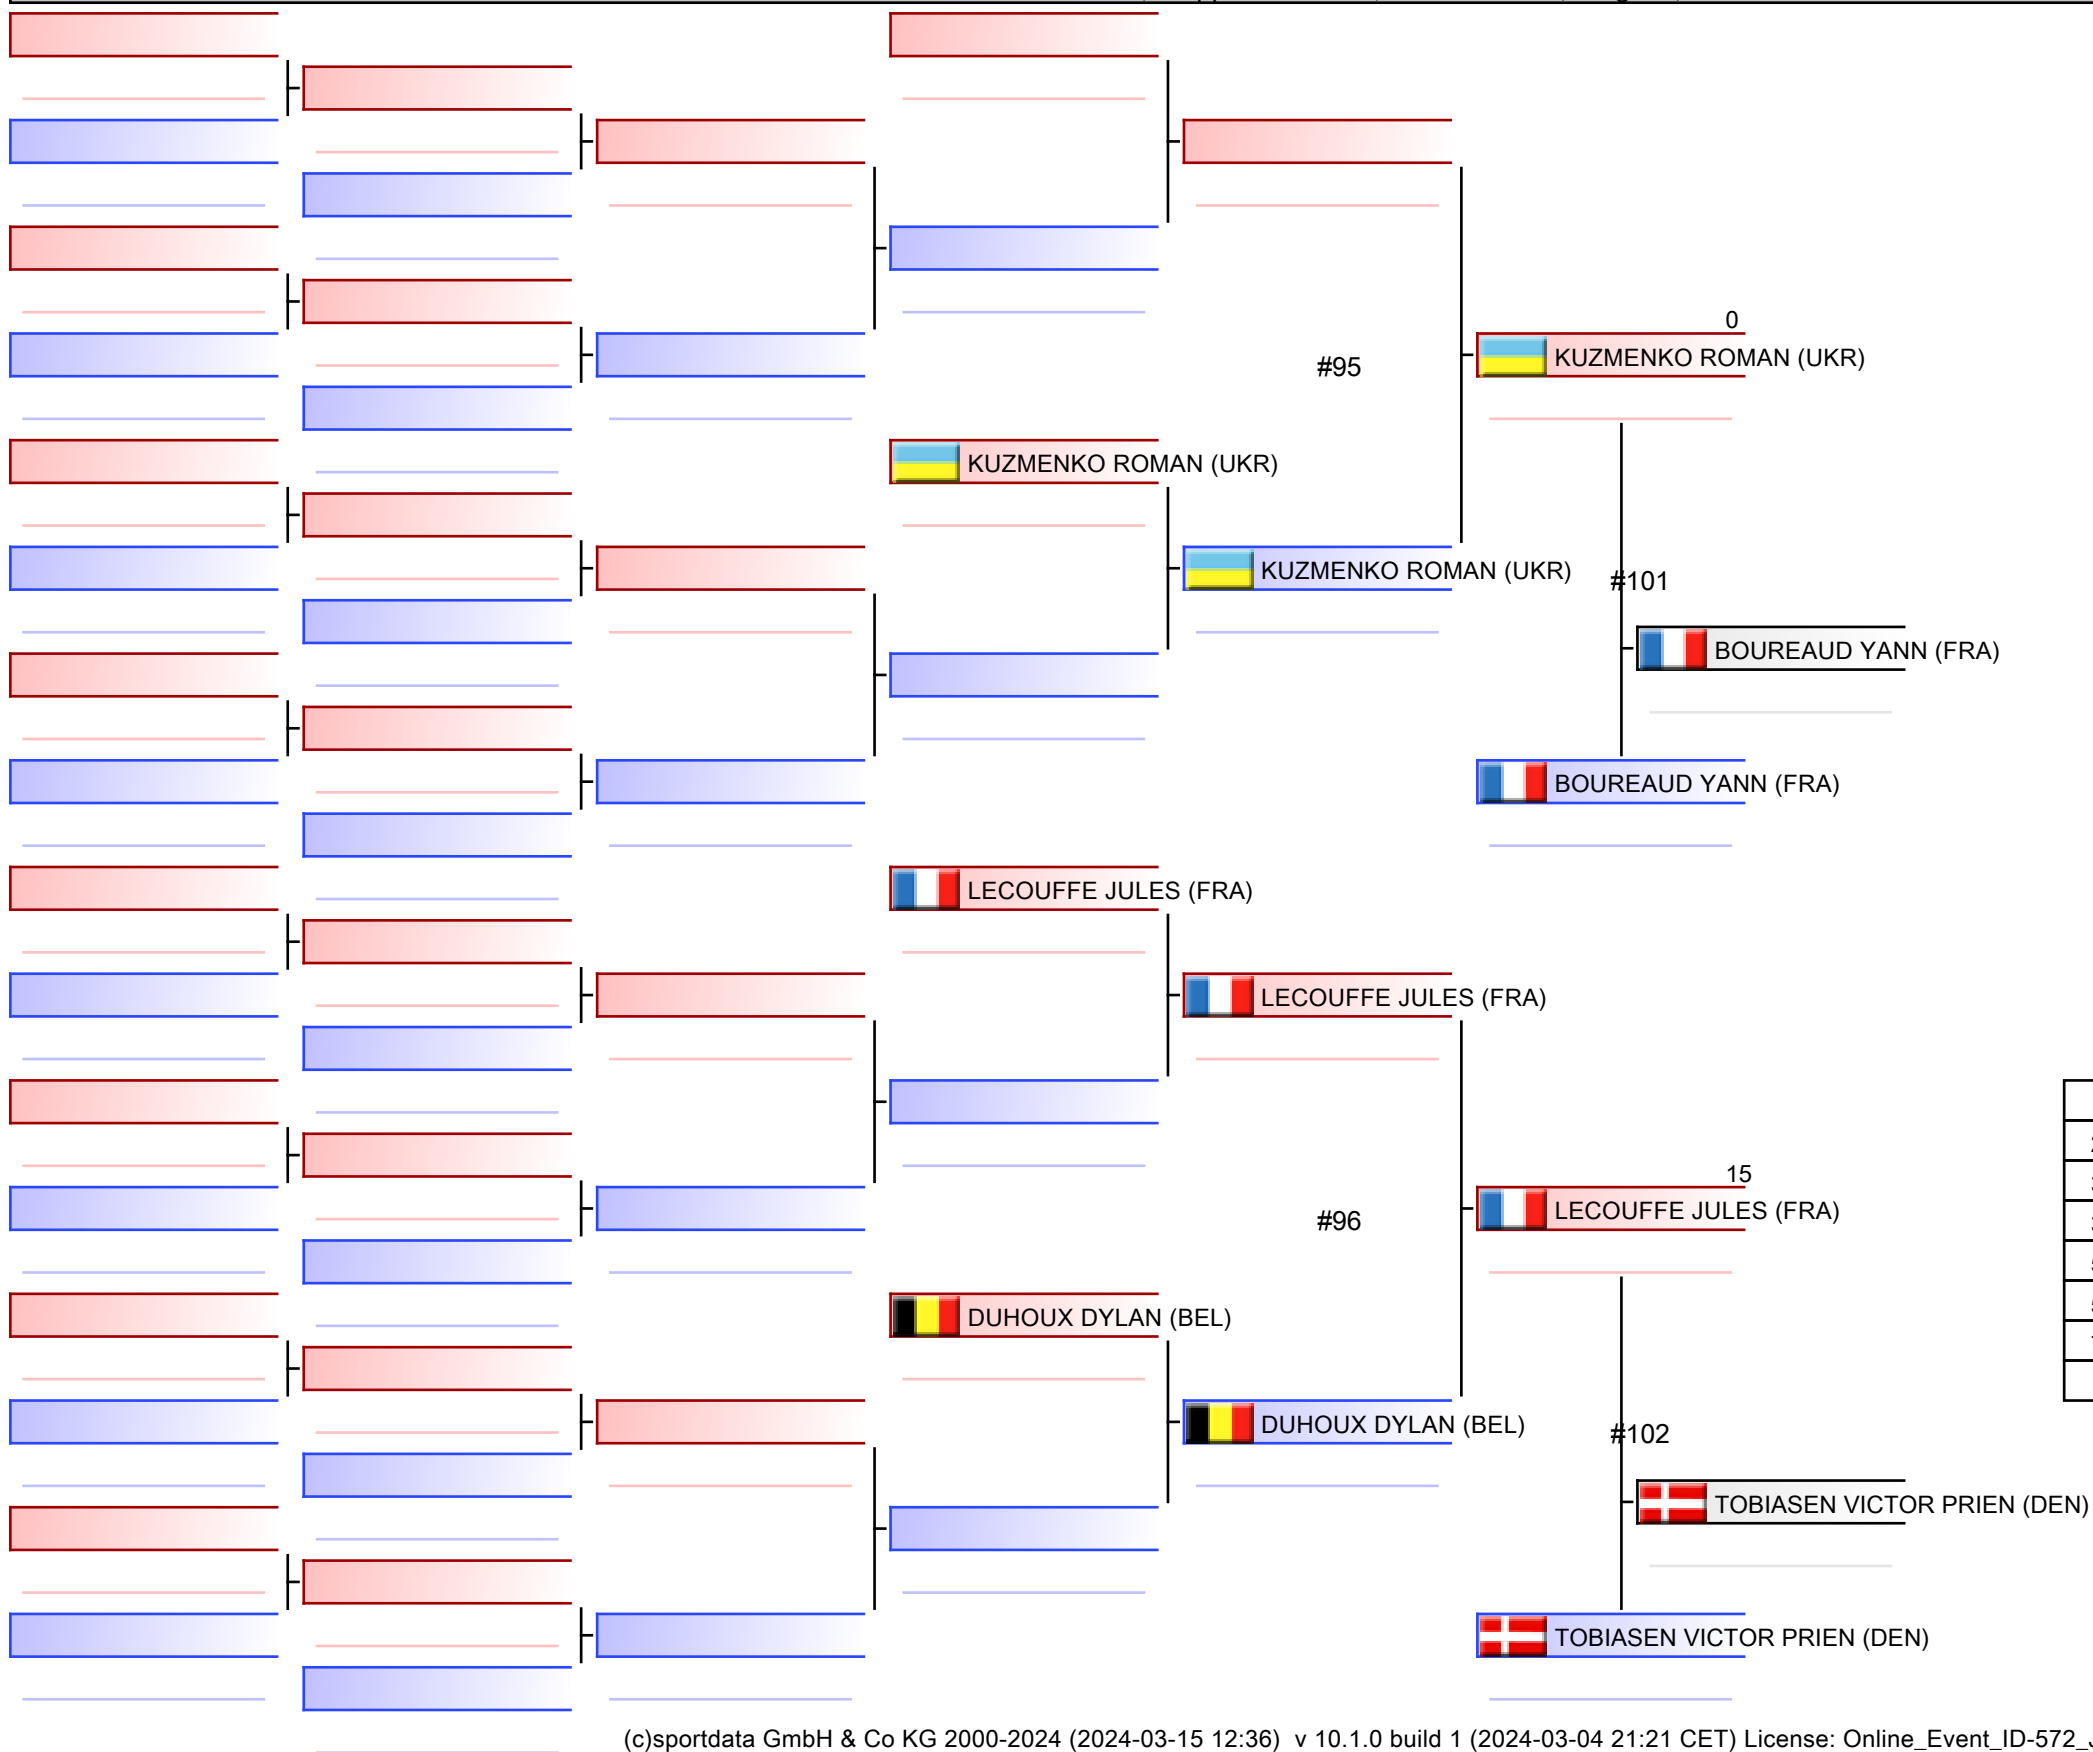 0
KUZMENKO ROMAN (UKR)
#95
KUZMENKO ROMAN (UKR)
KUZMENKO ROMAN (UKR)
#101
BOUREAUD YANN (FRA)
BOUREAUD YANN (FRA)
LECOUFFE JULES (FRA)
LECOUFFE JULES (FRA)
15
LECOUFFE JULES (FRA)
#96
DUHOUX DYLAN (BEL)
DUHOUX DYLAN (BEL)
#102
TOBIASEN VICTOR PRIEN (DEN)
TOBIASEN VICTOR PRIEN (DEN)
(c)sportdata GmbH & Co KG 2000-2024 (2024-03-15 12:36) v 10.1.0 build 1 (2024-03-04 21:21 CET) License: Online_Event_ID-572_